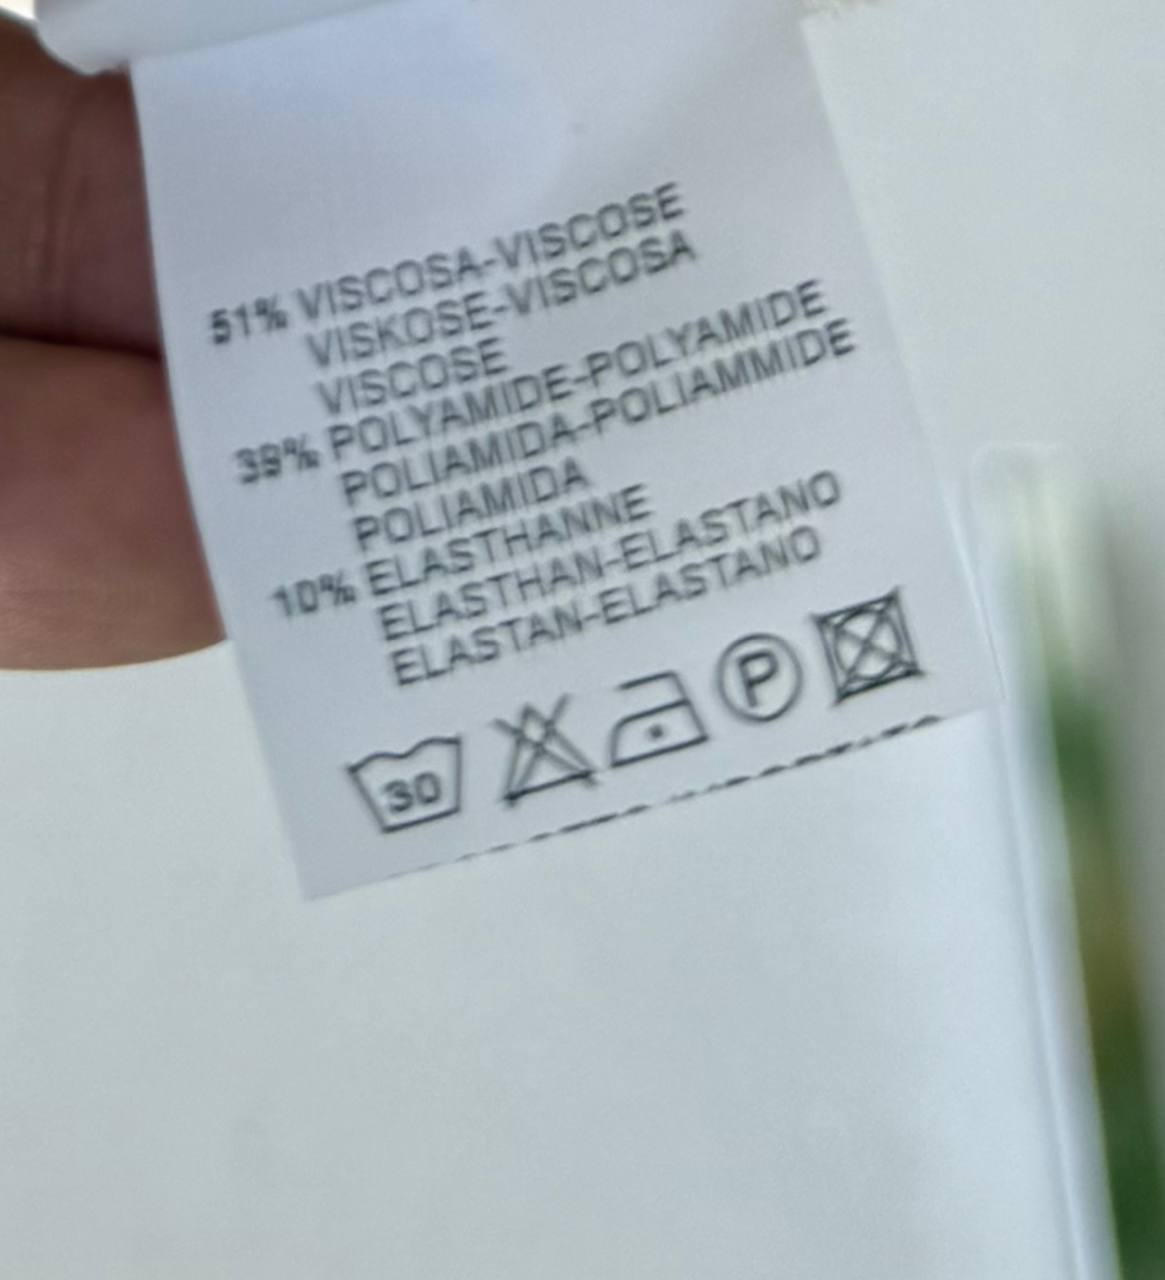 51% VISCOSA-VISCOSE
VISKOSE-VISCOSA
VISCOSE
39% POLYAMIDE-POLYAMIDE
POLIAMIDA-POLIAMMIDE
POLIAMIDA
10% ELASTHANNE
ELASTHAN-ELASTANO
ELASTAN-ELASTANO
30 P